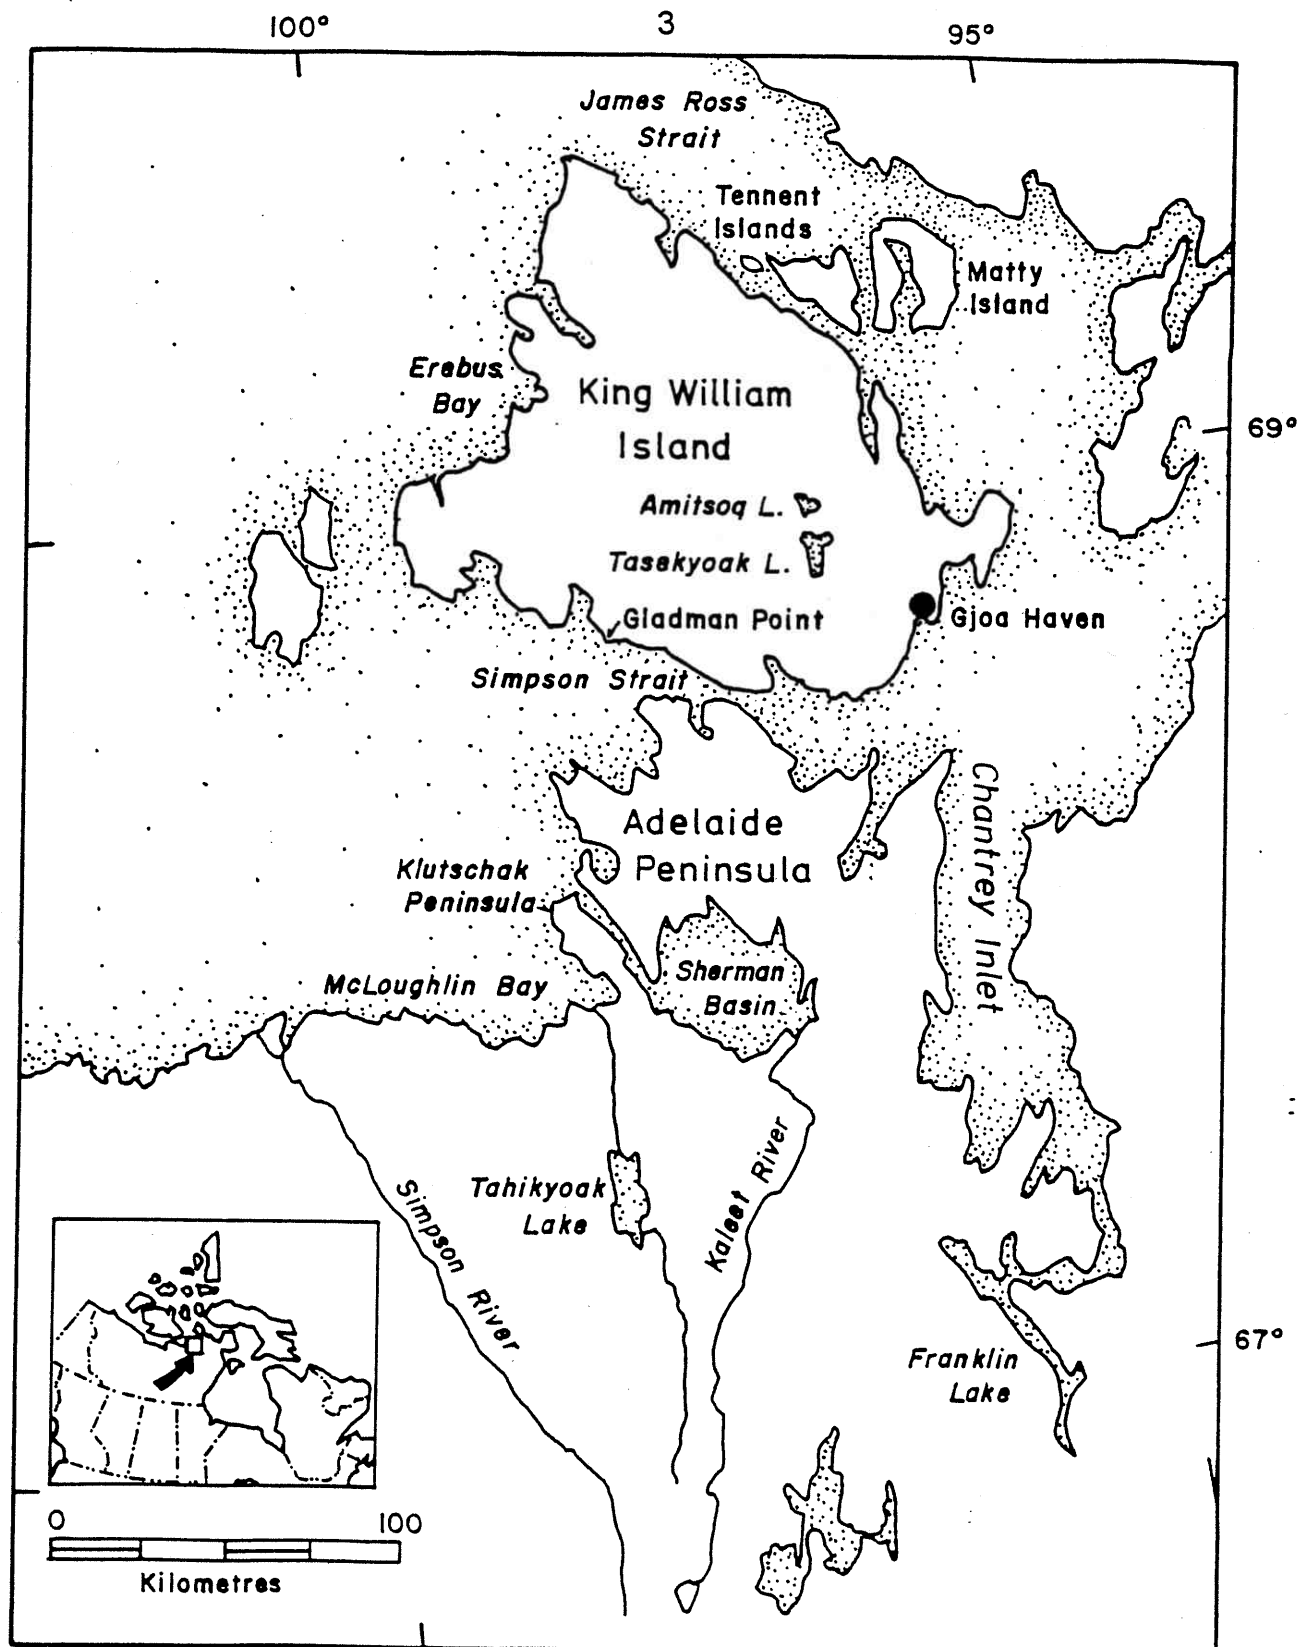 100°
3
95°
James Ross
Strait
Tennent
Islands
Matty
Island
Erebus
Bay
King William
Island
69°
Amitsoq L.
Tasekyoak L.
Gladman Point
Gjoa Haven
Simpson Strait
Adelaide
Peninsula
Chantrey Inlet
Klutschak
Peninsula
Sherman
Basin
McLoughlin Bay
Simpson River
Tahikyoak
Lake
Kaleet River
67°
Franklin
Lake
0
100
Kilometres